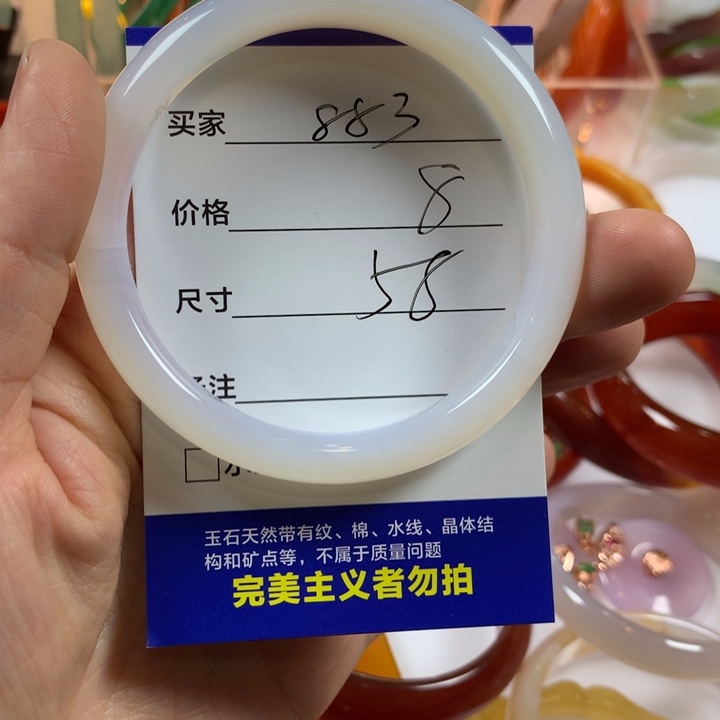 买家 883
价格 8
尺寸 58
注
玉石天然带有纹、棉、水线、晶体结
构和矿点等，不属于质量问题
完美主义者勿拍